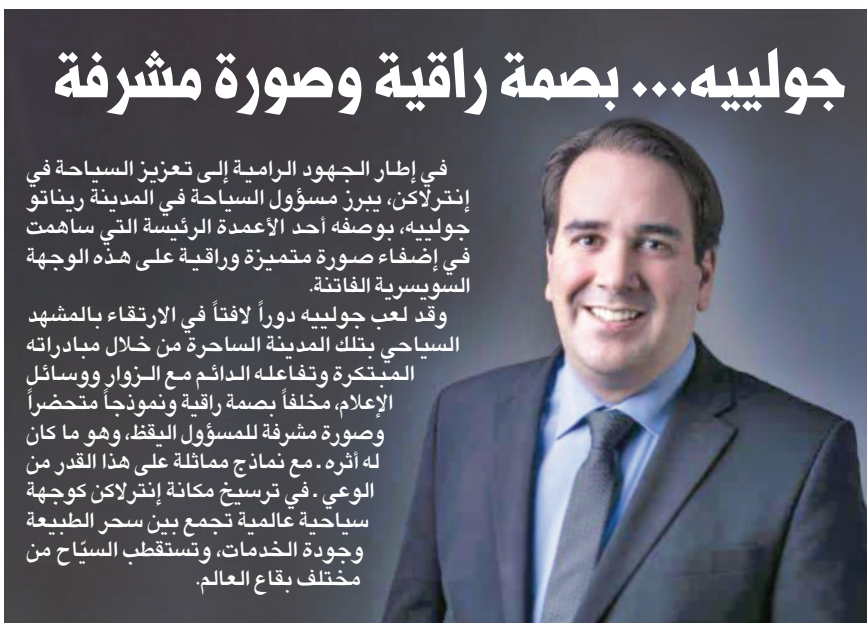 جولييه... بصمة راقية وصورة مشرفة
في إطار الجهود الرامية إلى تعزيز السياحة في
إنترلاكن، يبرز مسؤول السياحة في المدينة ريناتو
جولييه، بوصفه أحد الأعمدة الرئيسة التي ساهمت
في إضفاء صورة متميزة وراقية على هذه الوجهة
السويسرية الفاتنة.
وقد لعب جولييه دوراً لافتاً في الارتقاء بالمشهد
السياحي بتلك المدينة الساحرة من خلال مبادراته
المبتكرة وتفاعله الدائم مع الزوار ووسائل
الإعلام، مخلفاً بصمة راقية ونموذجاً متحضراً
وصورة مشرفة للمسؤول اليقظ، وهو ما كان
له أثره ـ مع نماذج مماثلة على هذا القدر من
الوعي ـ في ترسيخ مكانة إنترلاكن كوجهة
سياحية عالمية تجمع بين سحر الطبيعة
وجودة الخدمات، وتستقطب السيّاح من
مختلف بقاع العالم.